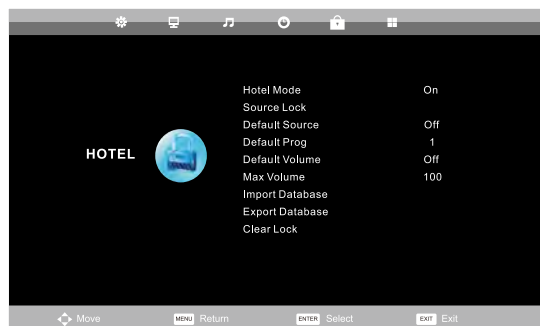 Hotel Mode On
Source Lock
Default Source Off
Default Prog 1
HOTEL
Default Volume Off
Max Volume 100
Import Database
Export Database
Clear Lock
Move MENU Return ENTER Select EXIT Exit